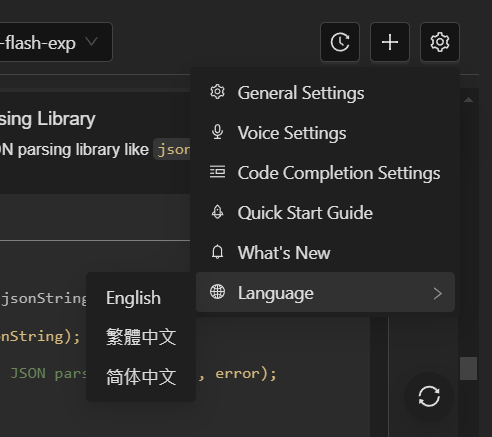 -flash-exp
General Settings
sing Library
Voice Settings
ON parsing library like json
Code Completion Settings
Quick Start Guide
What's New
Language
jsonString
English
nString);
繁體中文
JSON pars , error);
简体中文